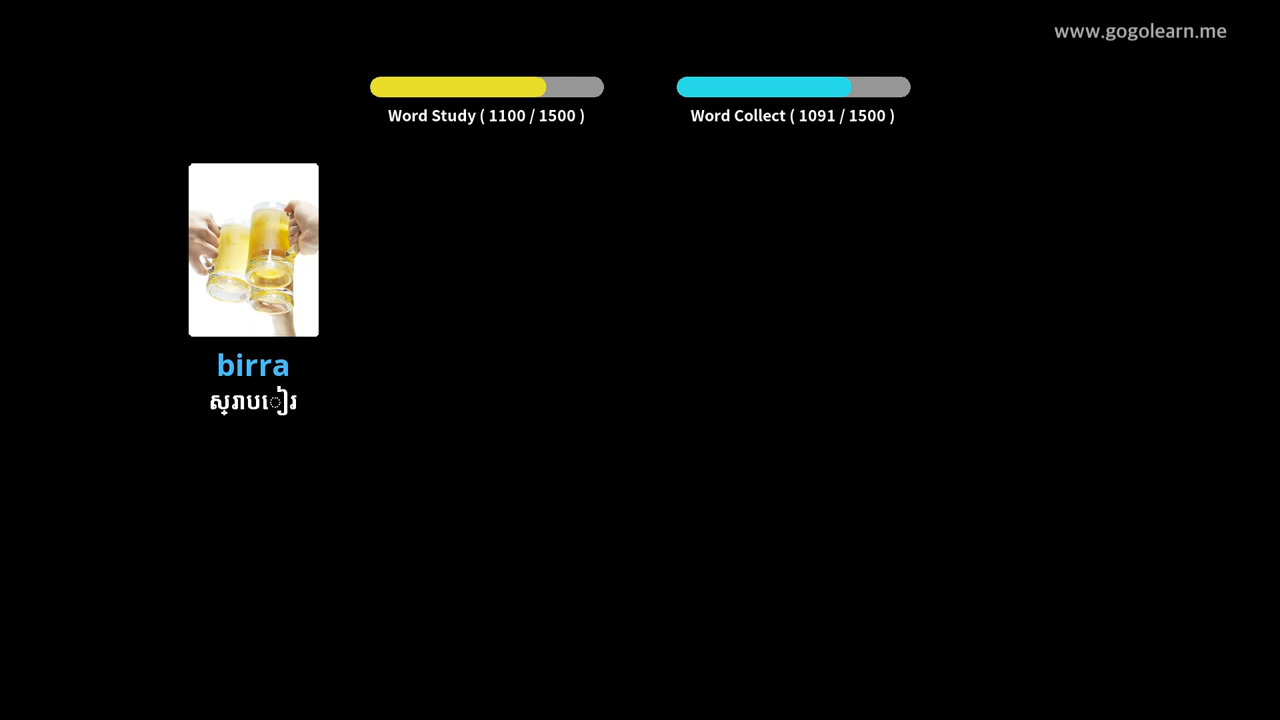 www.gogolearn.me
Word Study ( 1100 / 1500 )
Word Collect ( 1091 / 1500 )
birra
ស្រាបៀរ